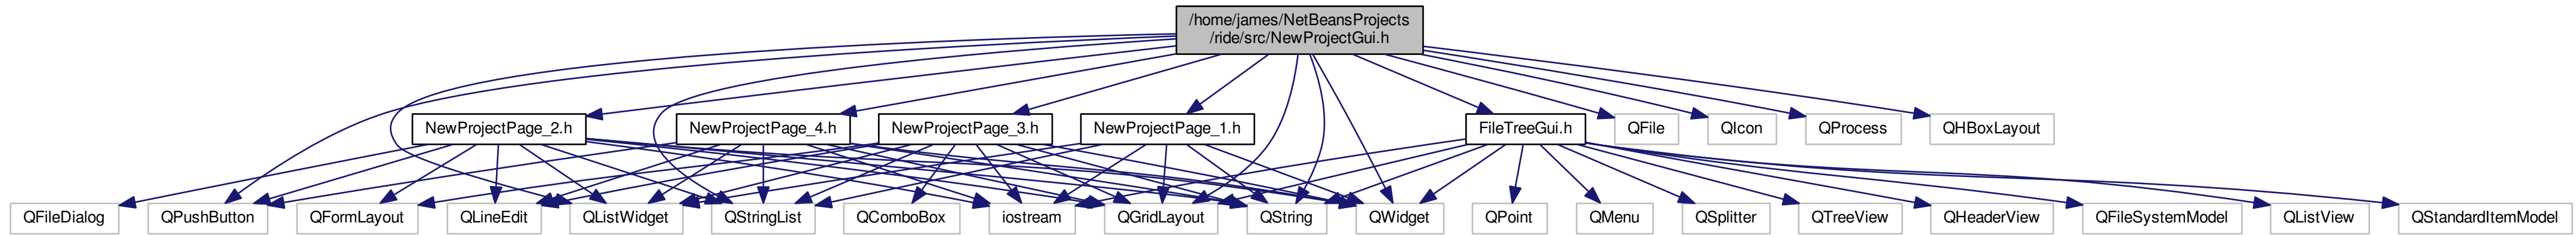 /home/james/NetBeansProjects
/ride/src/NewProjectGui.h
NewProjectPage_2.h
NewProjectPage_4.h
NewProjectPage_3.h
NewProjectPage_1.h
FileTreeGui.h
QFile
QIcon
QProcess
QHBoxLayout
QFileDialog
QPushButton
QFormLayout
QLineEdit
QListWidget
QStringList
QComboBox
iostream
QGridLayout
QString
QWidget
QPoint
QMenu
QSplitter
QTreeView
QHeaderView
QFileSystemModel
QListView
QStandardItemModel